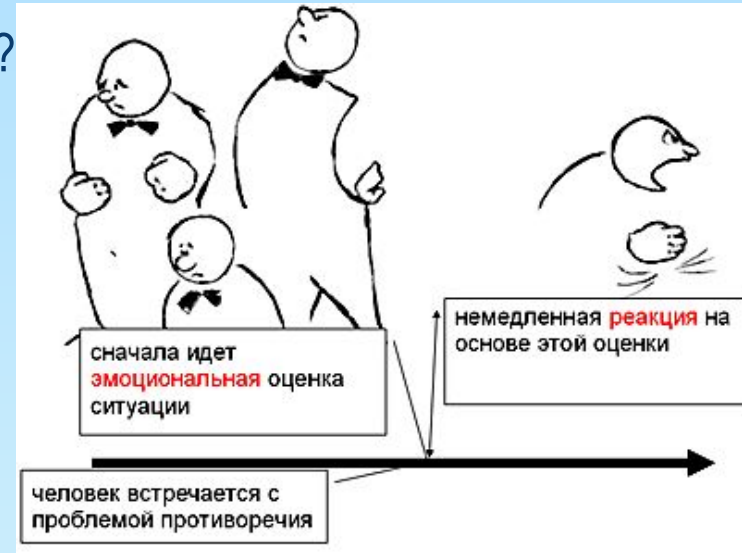 ?
сначала идет
эмоциональная оценка
ситуации
немедленная реакция на
основе этой оценки
человек встречается с
проблемой противоречия